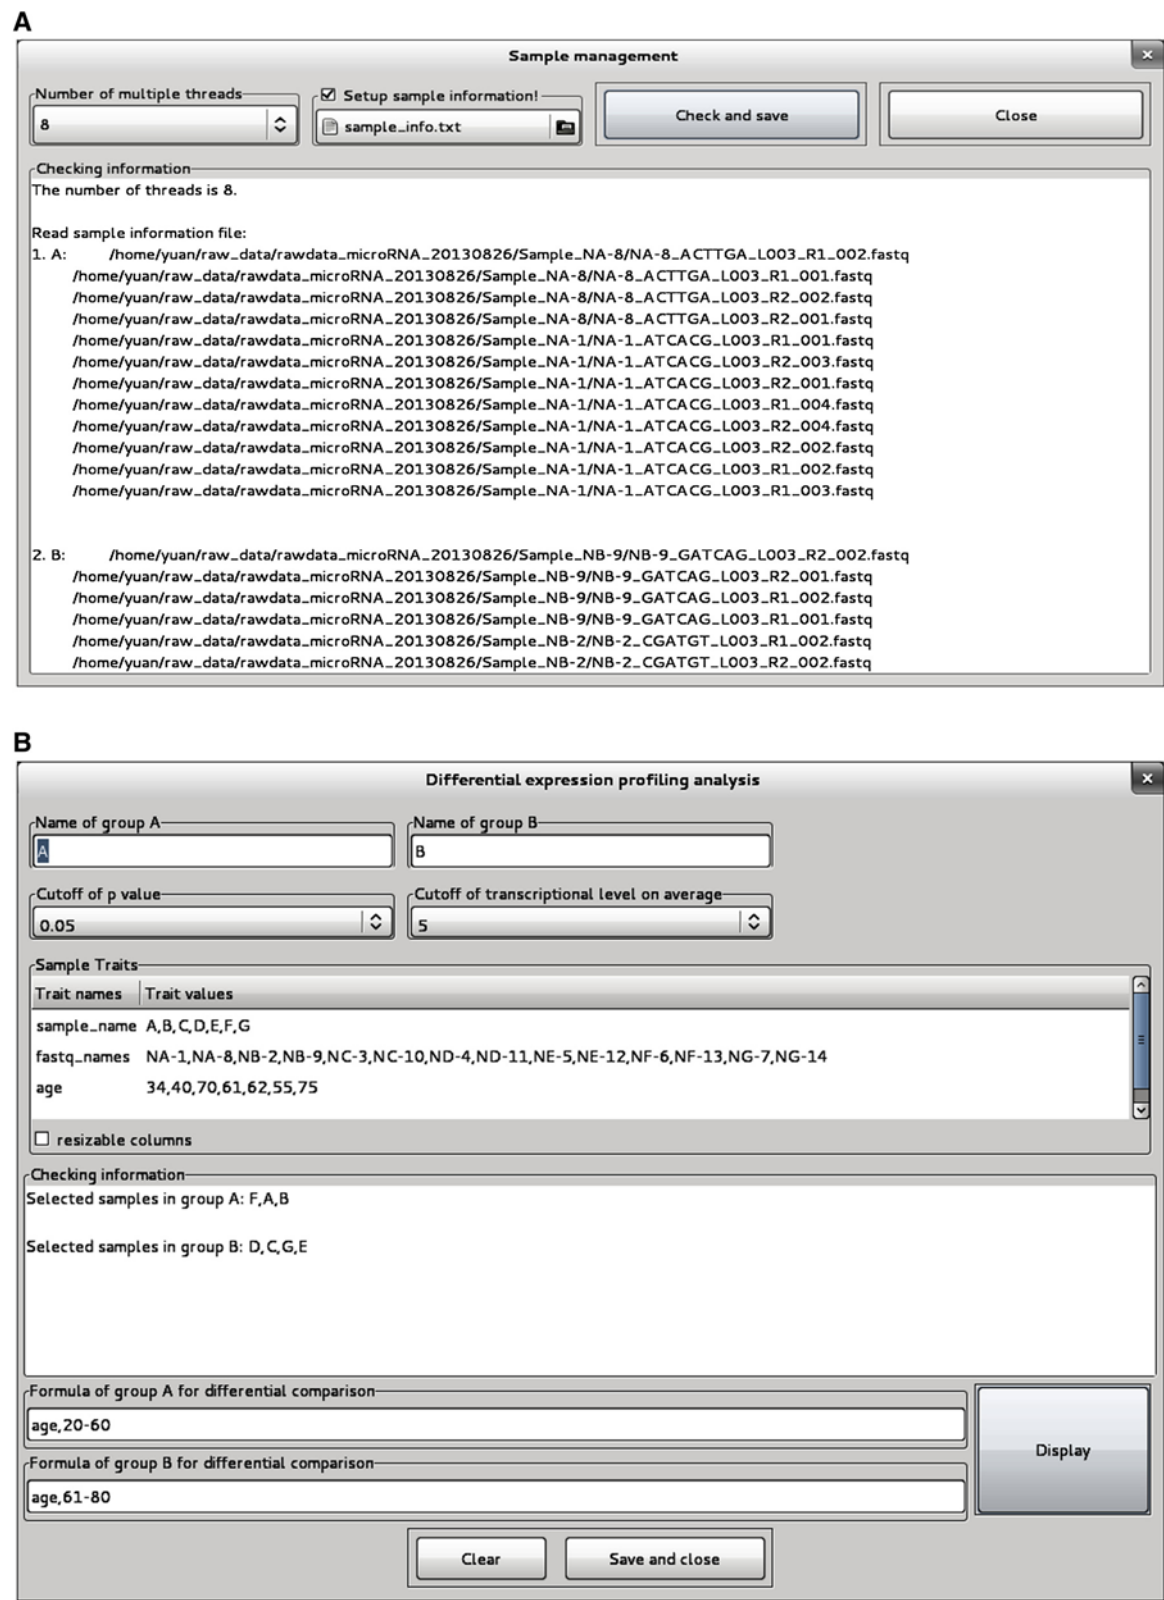 A
Sample management
Number of multiple threads
Setup sample information!
8
sample_info.txt
Check and save
Close
Checking information
The number of threads is 8.
Read sample information file:
1. A: /home/yuan/raw_data/rawdata_microRNA_20130826/Sample_NA-8/NA-8_ACTTGA_L003_R1_002.fastq
/home/yuan/raw_data/rawdata_microRNA_20130826/Sample_NA-8/NA-8_ACTTGA_L003_R1_001.fastq
/home/yuan/raw_data/rawdata_microRNA_20130826/Sample_NA-8/NA-8_ACTTGA_L003_R2_002.fastq
/home/yuan/raw_data/rawdata_microRNA_20130826/Sample_NA-8/NA-8_ACTTGA_L003_R2_001.fastq
/home/yuan/raw_data/rawdata_microRNA_20130826/Sample_NA-1/NA-1_ATCACG_L003_R1_001.fastq
/home/yuan/raw_data/rawdata_microRNA_20130826/Sample_NA-1/NA-1_ATCACG_L003_R2_003.fastq
/home/yuan/raw_data/rawdata_microRNA_20130826/Sample_NA-1/NA-1_ATCACG_L003_R2_001.fastq
/home/yuan/raw_data/rawdata_microRNA_20130826/Sample_NA-1/NA-1_ATCACG_L003_R1_004.fastq
/home/yuan/raw_data/rawdata_microRNA_20130826/Sample_NA-1/NA-1_ATCACG_L003_R2_004.fastq
/home/yuan/raw_data/rawdata_microRNA_20130826/Sample_NA-1/NA-1_ATCACG_L003_R2_002.fastq
/home/yuan/raw_data/rawdata_microRNA_20130826/Sample_NA-1/NA-1_ATCACG_L003_R1_002.fastq
/home/yuan/raw_data/rawdata_microRNA_20130826/Sample_NA-1/NA-1_ATCACG_L003_R1_003.fastq
2. B: /home/yuan/raw_data/rawdata_microRNA_20130826/Sample_NB-9/NB-9_GATCAG_L003_R2_002.fastq
/home/yuan/raw_data/rawdata_microRNA_20130826/Sample_NB-9/NB-9_GATCAG_L003_R2_001.fastq
/home/yuan/raw_data/rawdata_microRNA_20130826/Sample_NB-9/NB-9_GATCAG_L003_R1_002.fastq
/home/yuan/raw_data/rawdata_microRNA_20130826/Sample_NB-9/NB-9_GATCAG_L003_R1_001.fastq
/home/yuan/raw_data/rawdata_microRNA_20130826/Sample_NB-2/NB-2_CGATGT_L003_R1_002.fastq
/home/yuan/raw_data/rawdata_microRNA_20130826/Sample_NB-2/NB-2_CGATGT_L003_R2_002.fastq
B
Differential expression profiling analysis
Name of group A
Name of group B
A
B
Cutoff of p value
Cutoff of transcriptional level on average
0.05
5
Sample Traits
Trait names Trait values
sample_name A,B,C,D,E,F,G
fastq_names NA-1,NA-8,NB-2,NB-9,NC-3,NC-10,ND-4,ND-11,NE-5,NE-12,NF-6,NF-13,NG-7,NG-14
age 34,40,70,61,62,55,75
resizable columns
Checking information
Selected samples in group A: F,A,B
Selected samples in group B: D,C,G,E
Formula of group A for differential comparison
age,20-60
Display
Formula of group B for differential comparison
age,61-80
Clear
Save and close